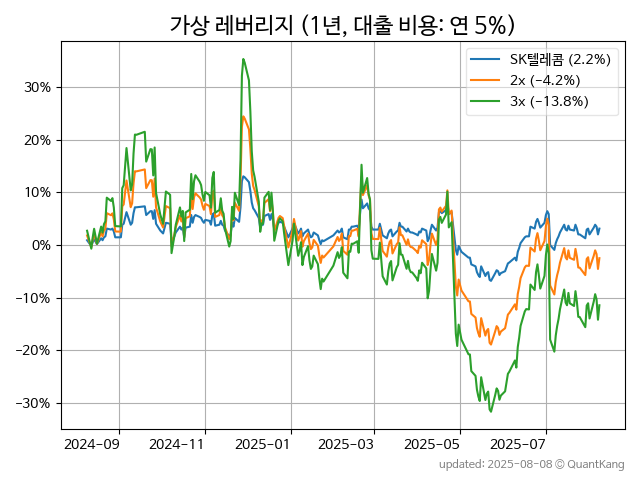 가상 레버리지 (1년, 대출 비용: 연 5%)
SK텔레콤 (2.2%)
2x (−4.2%)
3x (−13.8%)
30%
20%
10%
0%
−10%
−20%
−30%
2024-09
2024-11
2025-01
2025-03
2025-05
2025-07
updated: 2025-08-08 © QuantKang